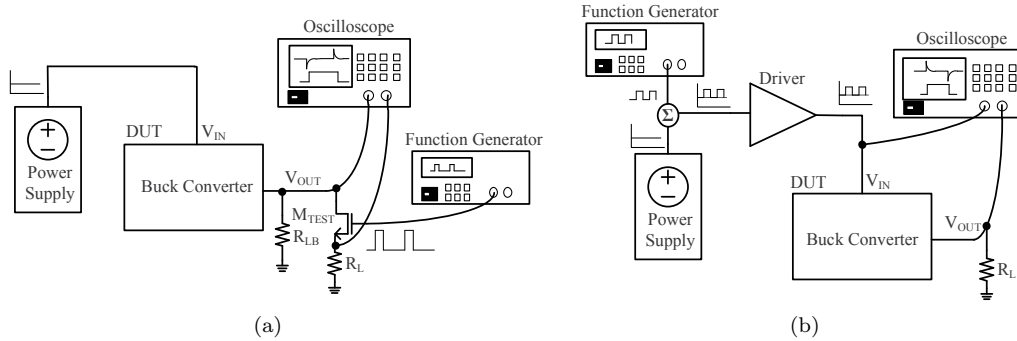 Oscilloscope
DUT
V_IN
Power
Supply
Buck Converter
V_OUT
Function Generator
M_TEST
R_LB
R_L
(a)
Function Generator
Oscilloscope
Driver
Σ
Power
Supply
DUT
V_IN
Buck Converter
V_OUT
R_L
(b)